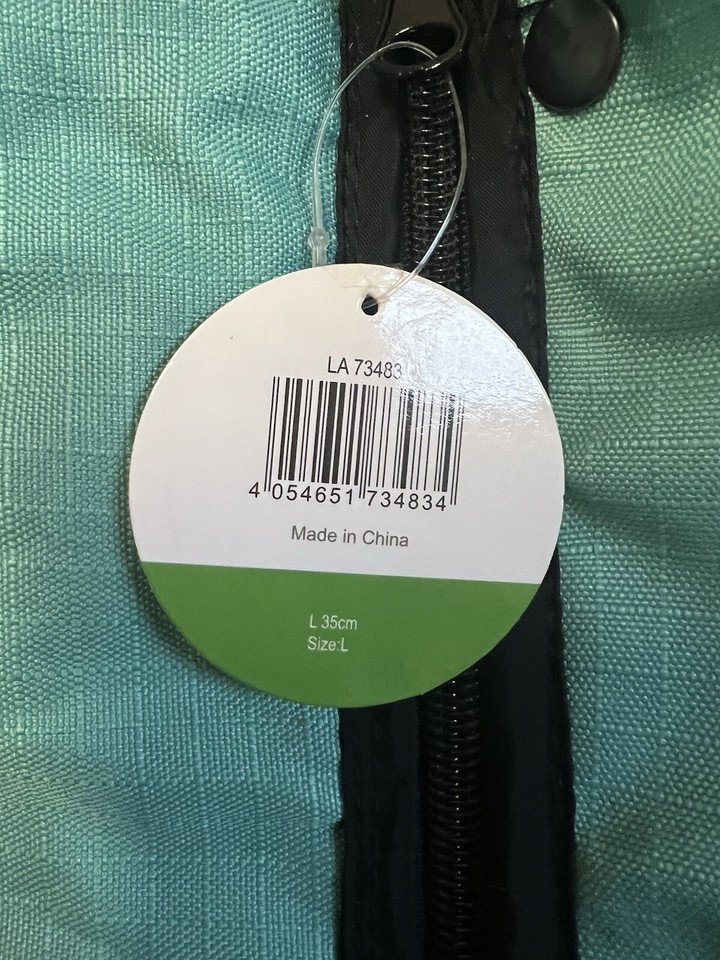 LA 73483
4 054651 734834
Made in China
L 35cm
Size:L